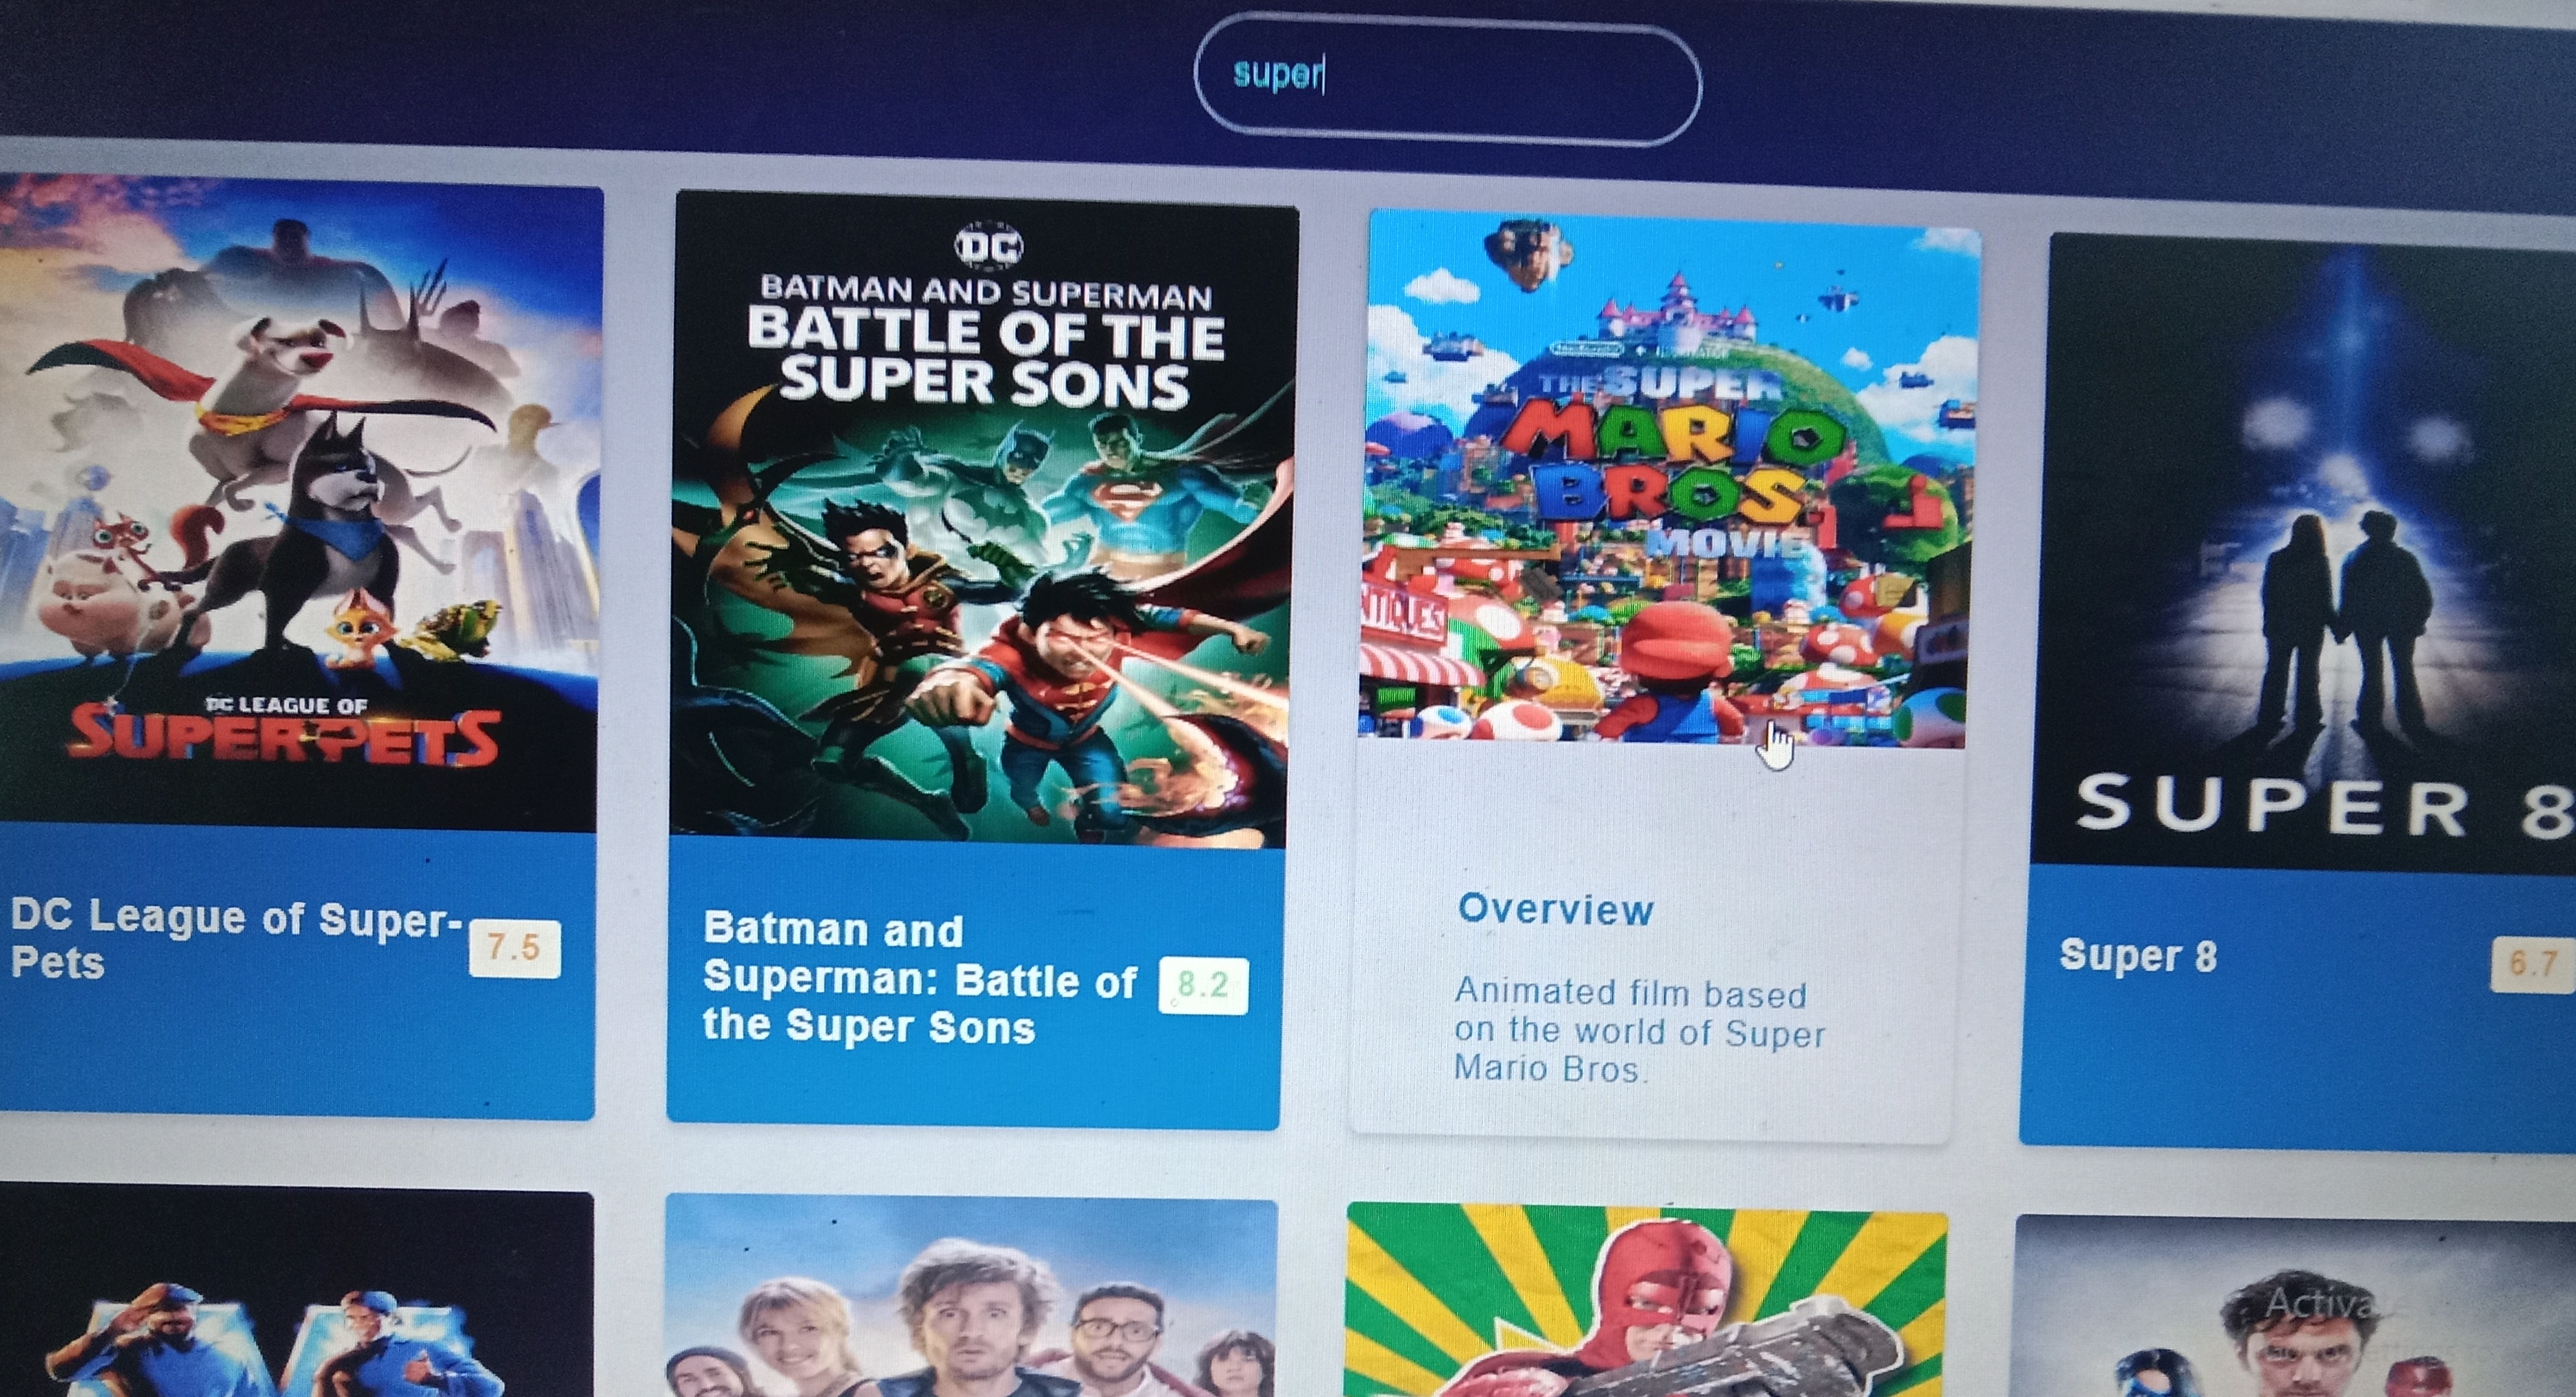 super
DC LEAGUE OF
SUPER-PETS
DC
BATMAN AND SUPERMAN
BATTLE OF THE
SUPER SONS
THE SUPER
MARIO
BROS.
MOVIE
SUPER 8
DC League of Super-
Pets
7.5
Batman and
Superman: Battle of
the Super Sons
8.2
Overview
Animated film based
on the world of Super
Mario Bros.
Super 8
6.7
Activa